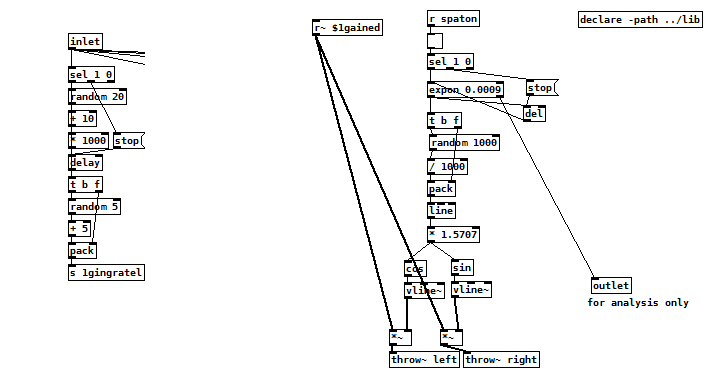 inlet
sel 1 0
random 20
+ 10
* 1000
stop
delay
t b f
random 5
+ 5
pack
s 1gingratel
r~ $1gained
r spaton
sel 1 0
expon 0.0009
stop
del
t b f
random 1000
/ 1000
pack
line
* 1.5707
cos
sin
vline~
vline~
*~
*~
throw~ left
throw~ right
declare -path ../lib
outlet
for analysis only